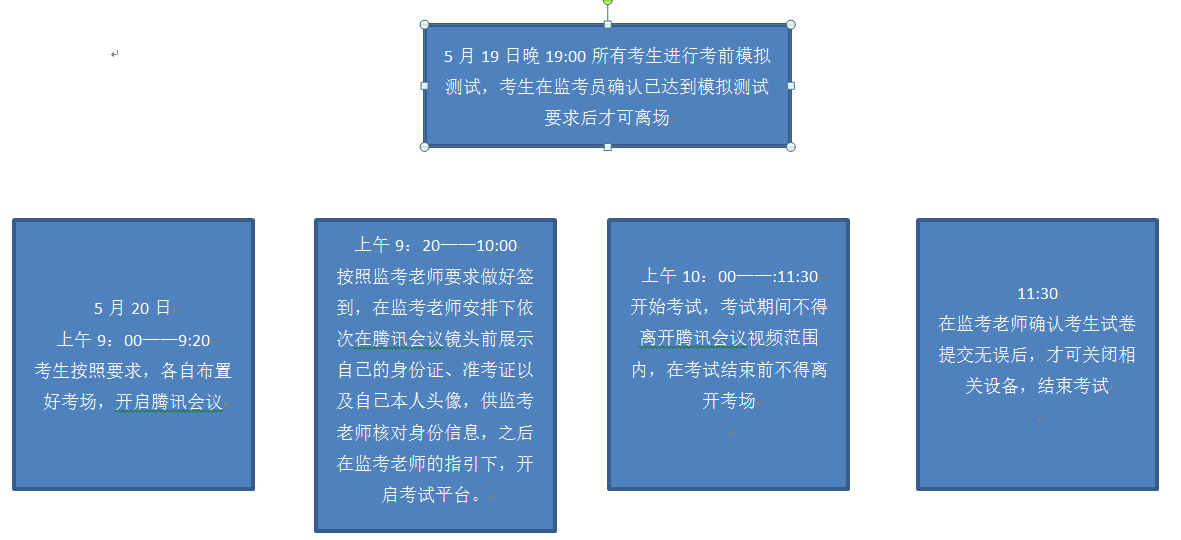 5 月 19 日晚 19:00 所有考生进行考前模拟
测试，考生在监考员确认已达到模拟测试
要求后才可离场
5 月 20 日
上午 9：00——9:20
考生按照要求，各自布置
好考场，开启腾讯会议
上午 9：20——10:00
按照监考老师要求做好签
到，在监考老师安排下依
次在腾讯会议镜头前展示
自己的身份证、准考证以
及自己本人头像，供监考
老师核对身份信息，之后
在监考老师的指引下，开
启考试平台。
上午 10：00——:11:30
开始考试，考试期间不得
离开腾讯会议视频范围
内，在考试结束前不得离
开考场
11:30
在监考老师确认考生试卷
提交无误后，才可关闭相
关设备，结束考试